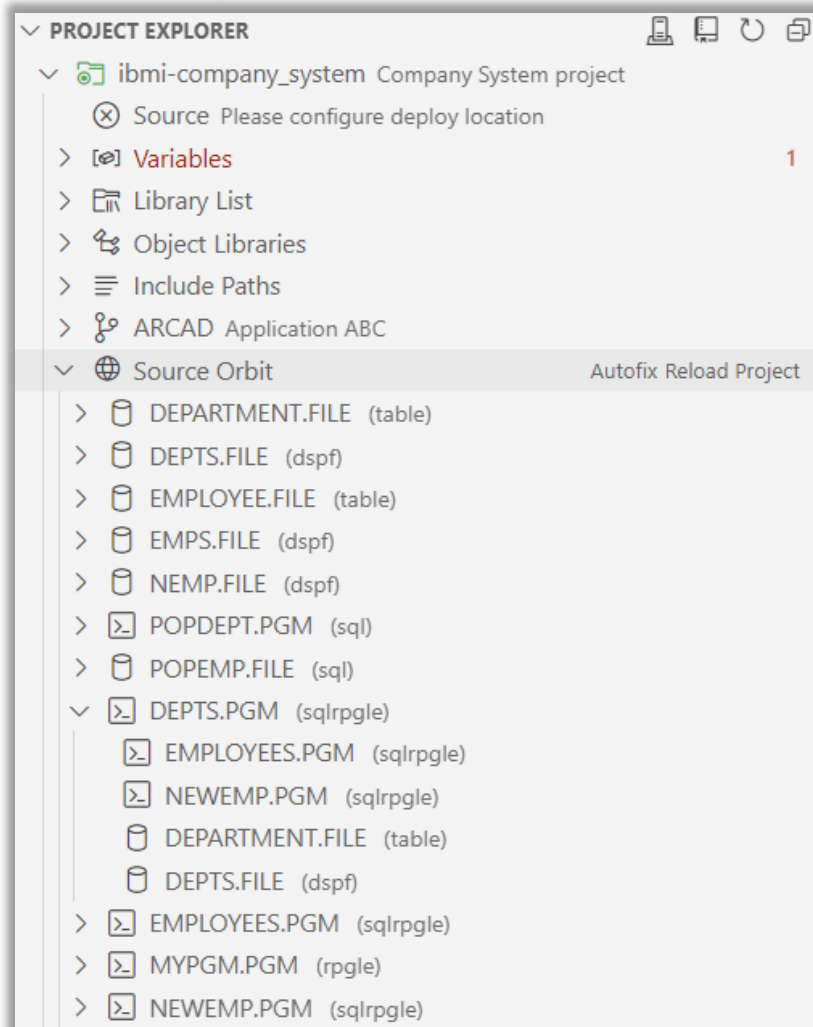 PROJECT EXPLORER
ibmi-company_system Company System project
Source Please configure deploy location
Variables 1
Library List
Object Libraries
Include Paths
ARCAD Application ABC
Source Orbit Autofix Reload Project
DEPARTMENT.FILE (table)
DEPTS.FILE (dspf)
EMPLOYEE.FILE (table)
EMPS.FILE (dspf)
NEMP.FILE (dspf)
POPDEPT.PGM (sql)
POPEMP.FILE (sql)
DEPTS.PGM (sqlrpgle)
EMPLOYEES.PGM (sqlrpgle)
NEWEMP.PGM (sqlrpgle)
DEPARTMENT.FILE (table)
DEPTS.FILE (dspf)
EMPLOYEES.PGM (sqlrpgle)
MYPGM.PGM (rpgle)
NEWEMP.PGM (sqlrpgle)